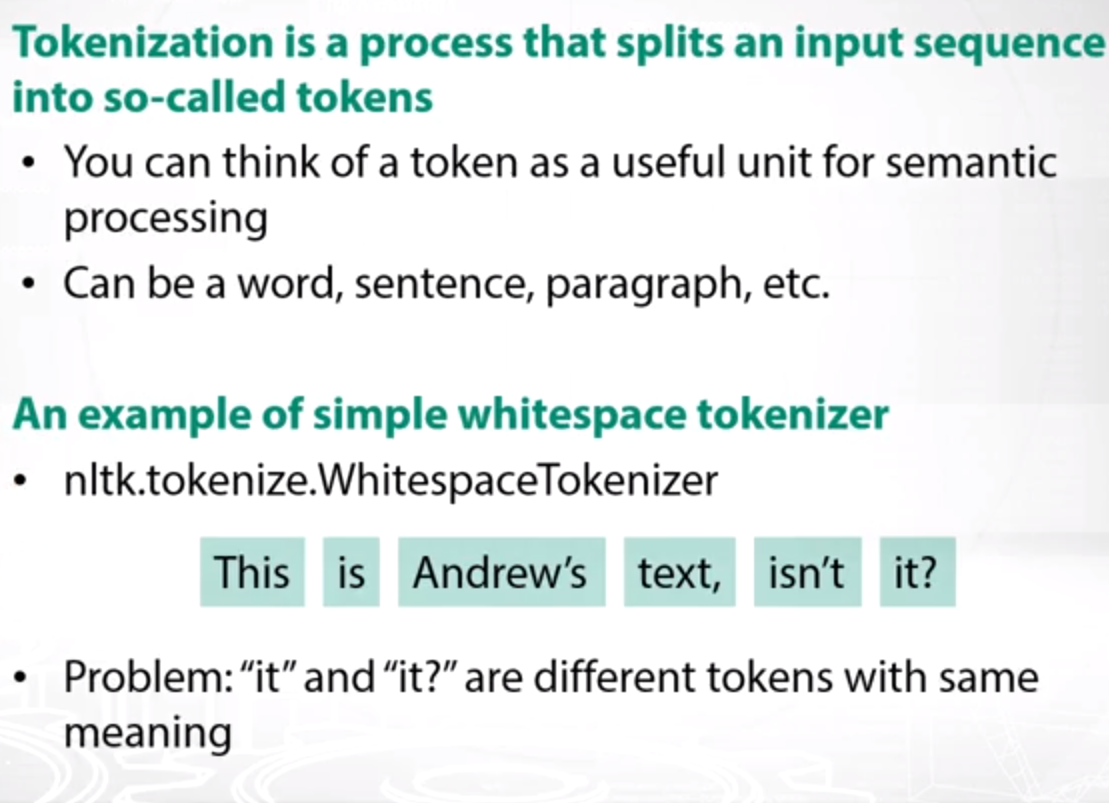 Tokenization is a process that splits an input sequence
into so-called tokens
• You can think of a token as a useful unit for semantic
processing
• Can be a word, sentence, paragraph, etc.
An example of simple whitespace tokenizer
• nltk.tokenize.WhitespaceTokenizer
This is Andrew’s text, isn’t it?
• Problem: “it” and “it?” are different tokens with same
meaning